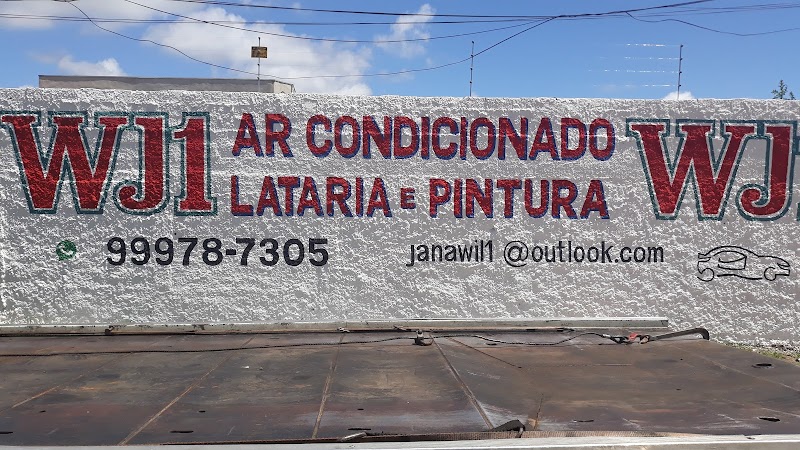 WJ1
AR CONDICIONADO
LATARIA E PINTURA
WJ
99978-7305
janawil1 @outlook.com